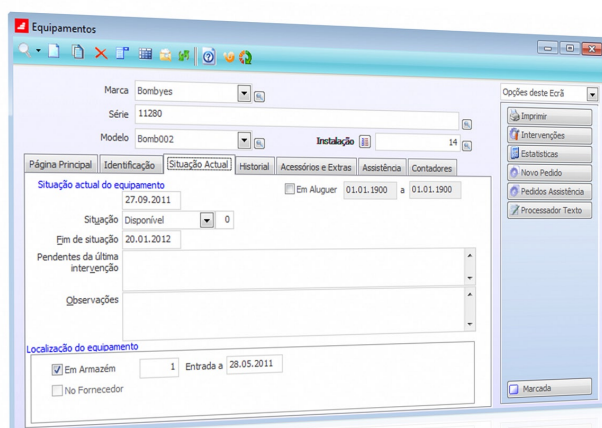 Equipamentos
Marca Bombyes
Série 11280
Modelo Bomb002 Instalação 14
Opções deste Ecrã
Imprimir
Intervenções
Estatisticas
Novo Pedido
Pedidos Assistência
Processador Texto
Marcada
Página Principal Identificação Situação Actual Historial Acessórios e Extras Assistência Contadores
Situação actual do equipamento
27.09.2011 Em Aluguer 01.01.1900 a 01.01.1900
Situação Disponível 0
Fim de situação 20.01.2012
Pendentes da última
intervenção
Observações
Localização do equipamento
Em Armazém 1 Entrada a 28.05.2011
No Fornecedor